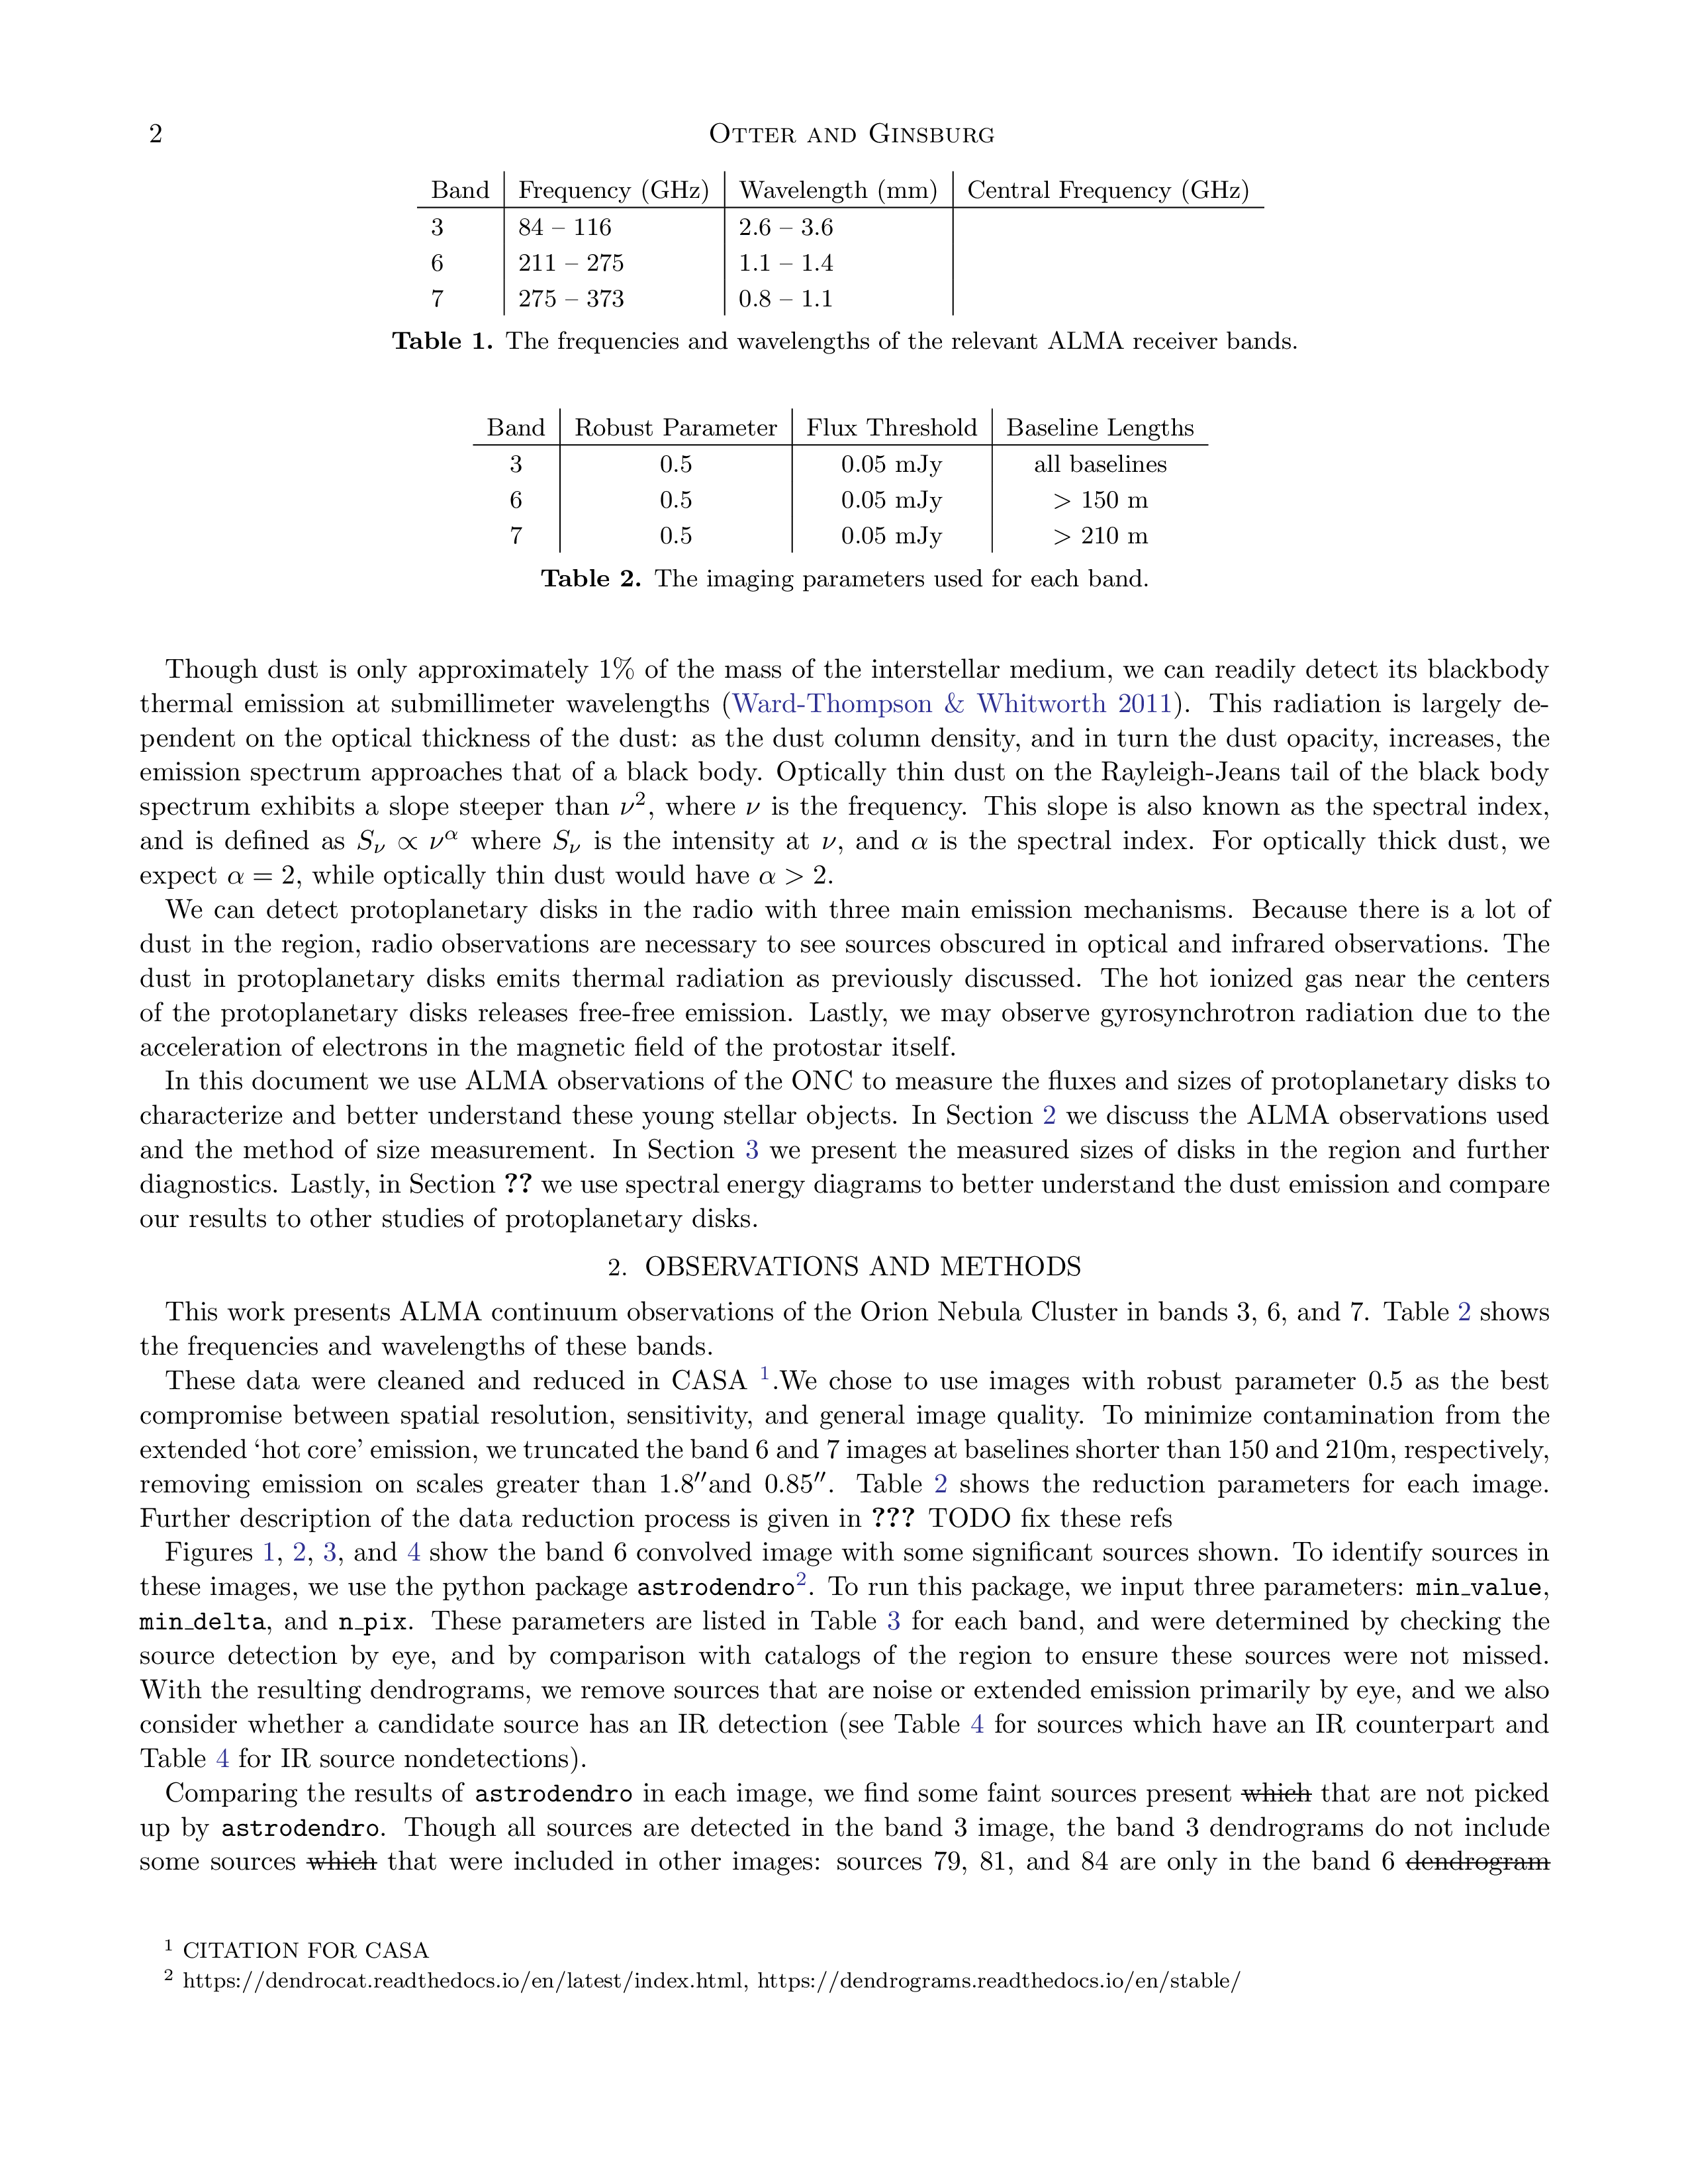 2 OTTER AND GINSBURG
Band Frequency (GHz) Wavelength (mm) Central Frequency (GHz)
3 84 – 116 2.6 – 3.6
6 211 – 275 1.1 – 1.4
7 275 – 373 0.8 – 1.1
Table 1. The frequencies and wavelengths of the relevant ALMA receiver bands.
Band Robust Parameter Flux Threshold Baseline Lengths
3 0.5 0.05 mJy all baselines
6 0.5 0.05 mJy > 150 m
7 0.5 0.05 mJy > 210 m
Table 2. The imaging parameters used for each band.
Though dust is only approximately 1% of the mass of the interstellar medium, we can readily detect its blackbody
thermal emission at submillimeter wavelengths (Ward-Thompson & Whitworth 2011). This radiation is largely de-
pendent on the optical thickness of the dust: as the dust column density, and in turn the dust opacity, increases, the
emission spectrum approaches that of a black body. Optically thin dust on the Rayleigh-Jeans tail of the black body
spectrum exhibits a slope steeper than ν², where ν is the frequency. This slope is also known as the spectral index,
and is defined as Sν ∝ ν^α where Sν is the intensity at ν, and α is the spectral index. For optically thick dust, we
expect α = 2, while optically thin dust would have α > 2.
We can detect protoplanetary disks in the radio with three main emission mechanisms. Because there is a lot of
dust in the region, radio observations are necessary to see sources obscured in optical and infrared observations. The
dust in protoplanetary disks emits thermal radiation as previously discussed. The hot ionized gas near the centers
of the protoplanetary disks releases free-free emission. Lastly, we may observe gyrosynchrotron radiation due to the
acceleration of electrons in the magnetic field of the protostar itself.
In this document we use ALMA observations of the ONC to measure the fluxes and sizes of protoplanetary disks to
characterize and better understand these young stellar objects. In Section 2 we discuss the ALMA observations used
and the method of size measurement. In Section 3 we present the measured sizes of disks in the region and further
diagnostics. Lastly, in Section ?? we use spectral energy diagrams to better understand the dust emission and compare
our results to other studies of protoplanetary disks.
2. OBSERVATIONS AND METHODS
This work presents ALMA continuum observations of the Orion Nebula Cluster in bands 3, 6, and 7. Table 2 shows
the frequencies and wavelengths of these bands.
These data were cleaned and reduced in CASA ¹.We chose to use images with robust parameter 0.5 as the best
compromise between spatial resolution, sensitivity, and general image quality. To minimize contamination from the
extended ‘hot core’ emission, we truncated the band 6 and 7 images at baselines shorter than 150 and 210m, respectively,
removing emission on scales greater than 1.8″and 0.85″. Table 2 shows the reduction parameters for each image.
Further description of the data reduction process is given in ??? TODO fix these refs
Figures 1, 2, 3, and 4 show the band 6 convolved image with some significant sources shown. To identify sources in
these images, we use the python package astrodendro². To run this package, we input three parameters: min_value,
min_delta, and n_pix. These parameters are listed in Table 3 for each band, and were determined by checking the
source detection by eye, and by comparison with catalogs of the region to ensure these sources were not missed.
With the resulting dendrograms, we remove sources that are noise or extended emission primarily by eye, and we also
consider whether a candidate source has an IR detection (see Table 4 for sources which have an IR counterpart and
Table 4 for IR source nondetections).
Comparing the results of astrodendro in each image, we find some faint sources present which that are not picked
up by astrodendro. Though all sources are detected in the band 3 image, the band 3 dendrograms do not include
some sources which that were included in other images: sources 79, 81, and 84 are only in the band 6 dendrogram
¹ CITATION FOR CASA
² https://dendrocat.readthedocs.io/en/latest/index.html, https://dendrograms.readthedocs.io/en/stable/